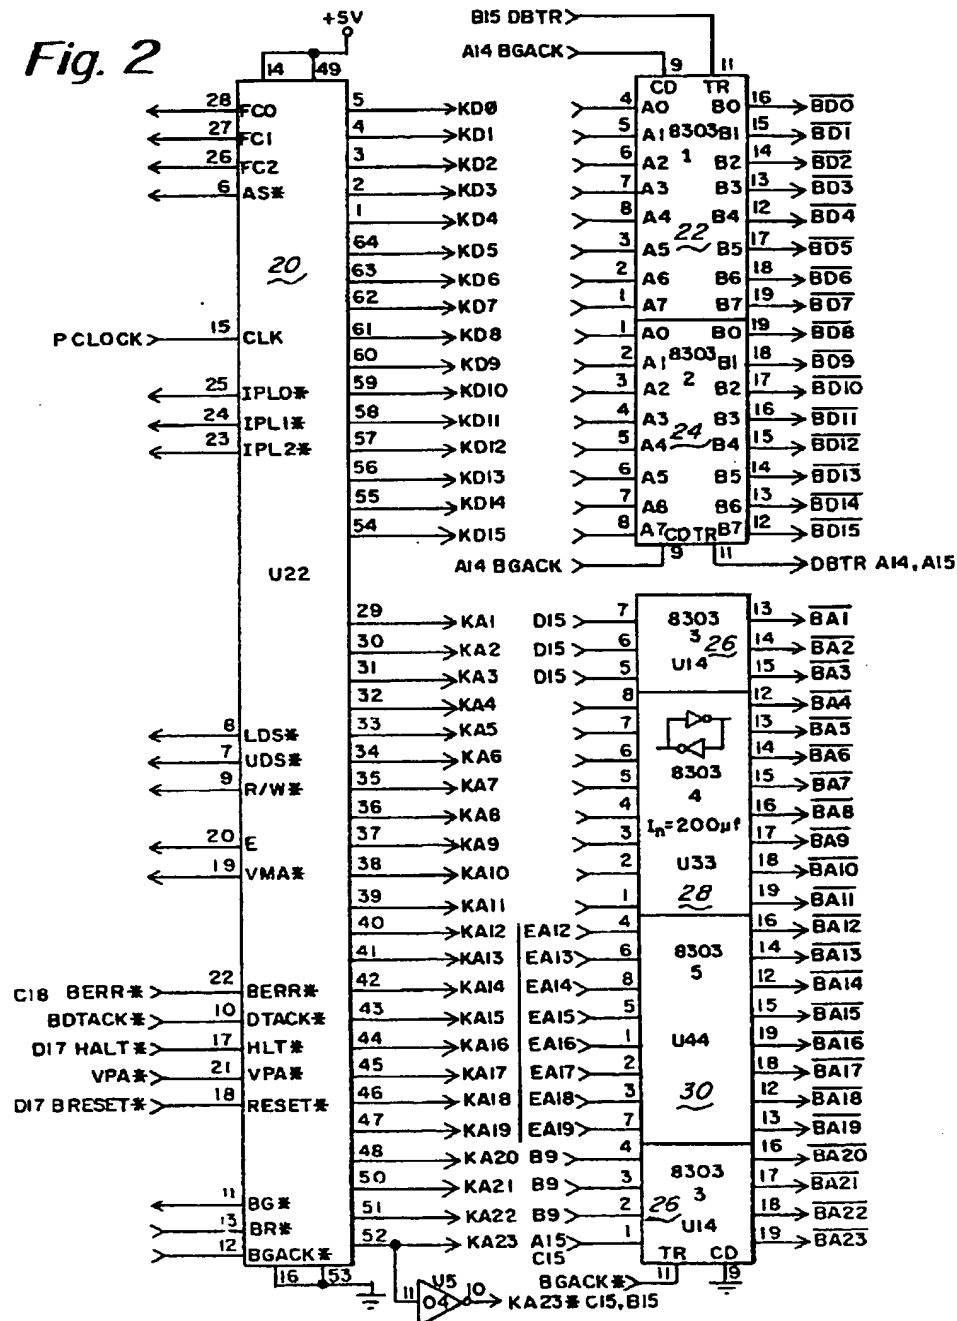 Fig. 2
+5V
14 49
B15 DBTR
A14 BGACK
9 11
CD TR
28 FC0 5 KD0 4 A0 B0 16 BD0
27 FC1 4 KD1 5 A1 8303 B1 15 BD1
26 FC2 3 KD2 6 A2 1 B2 14 BD2
6 AS* 2 KD3 7 A3 B3 13 BD3
1 KD4 8 A4 B4 12 BD4
20 64 KD5 3 A5 22 B5 17 BD5
63 KD6 2 A6 B6 18 BD6
62 KD7 1 A7 B7 19 BD7
PCLOCK 15 CLK 61 KD8 1 A0 B0 19 BD8
60 KD9 2 A1 8303 B1 18 BD9
25 IPL0* 59 KD10 3 A2 2 B2 17 BD10
24 IPL1* 58 KD11 4 A3 B3 16 BD11
23 IPL2* 57 KD12 5 A4 24 B4 15 BD12
56 KD13 6 A5 B5 14 BD13
55 KD14 7 A6 B6 13 BD14
54 KD15 8 A7 CD TR B7 12 BD15
U22 A14 BGACK 9 11 DBTR A14, A15
29 KA1 D15 7 8303 13 BA1
30 KA2 D15 6 3 26 14 BA2
31 KA3 D15 5 U14 15 BA3
32 KA4 8 12 BA4
8 LDS* 33 KA5 7 13 BA5
7 UDS* 34 KA6 6 14 BA6
9 R/W* 35 KA7 5 8303 15 BA7
36 KA8 4 4 16 BA8
20 E 37 KA9 3 In=200µf 17 BA9
19 VMA* 38 KA10 2 U33 18 BA10
39 KA11 1 28 19 BA11
40 KA12 EA12 4 16 BA12
41 KA13 EA13 6 8303 14 BA13
C18 BERR* 22 BERR* 42 KA14 EA14 8 5 12 BA14
BDTACK* 10 DTACK* 43 KA15 EA15 5 15 BA15
D17 HALT* 17 HLT* 44 KA16 EA16 1 U44 19 BA16
VPA* 21 VPA* 45 KA17 EA17 2 18 BA17
D17 BRESET* 18 RESET* 46 KA18 EA18 3 30 12 BA18
47 KA19 EA19 7 13 BA19
48 KA20 B9 4 8303 16 BA20
11 BG* 50 KA21 B9 3 3 17 BA21
13 BR* 51 KA22 B9 2 26 U14 18 BA22
12 BGACK* 52 KA23 A15 1 19 BA23
C15
TR CD
16 53 BGACK* 11 9
11 U5 04 10 KA23* C15, B15